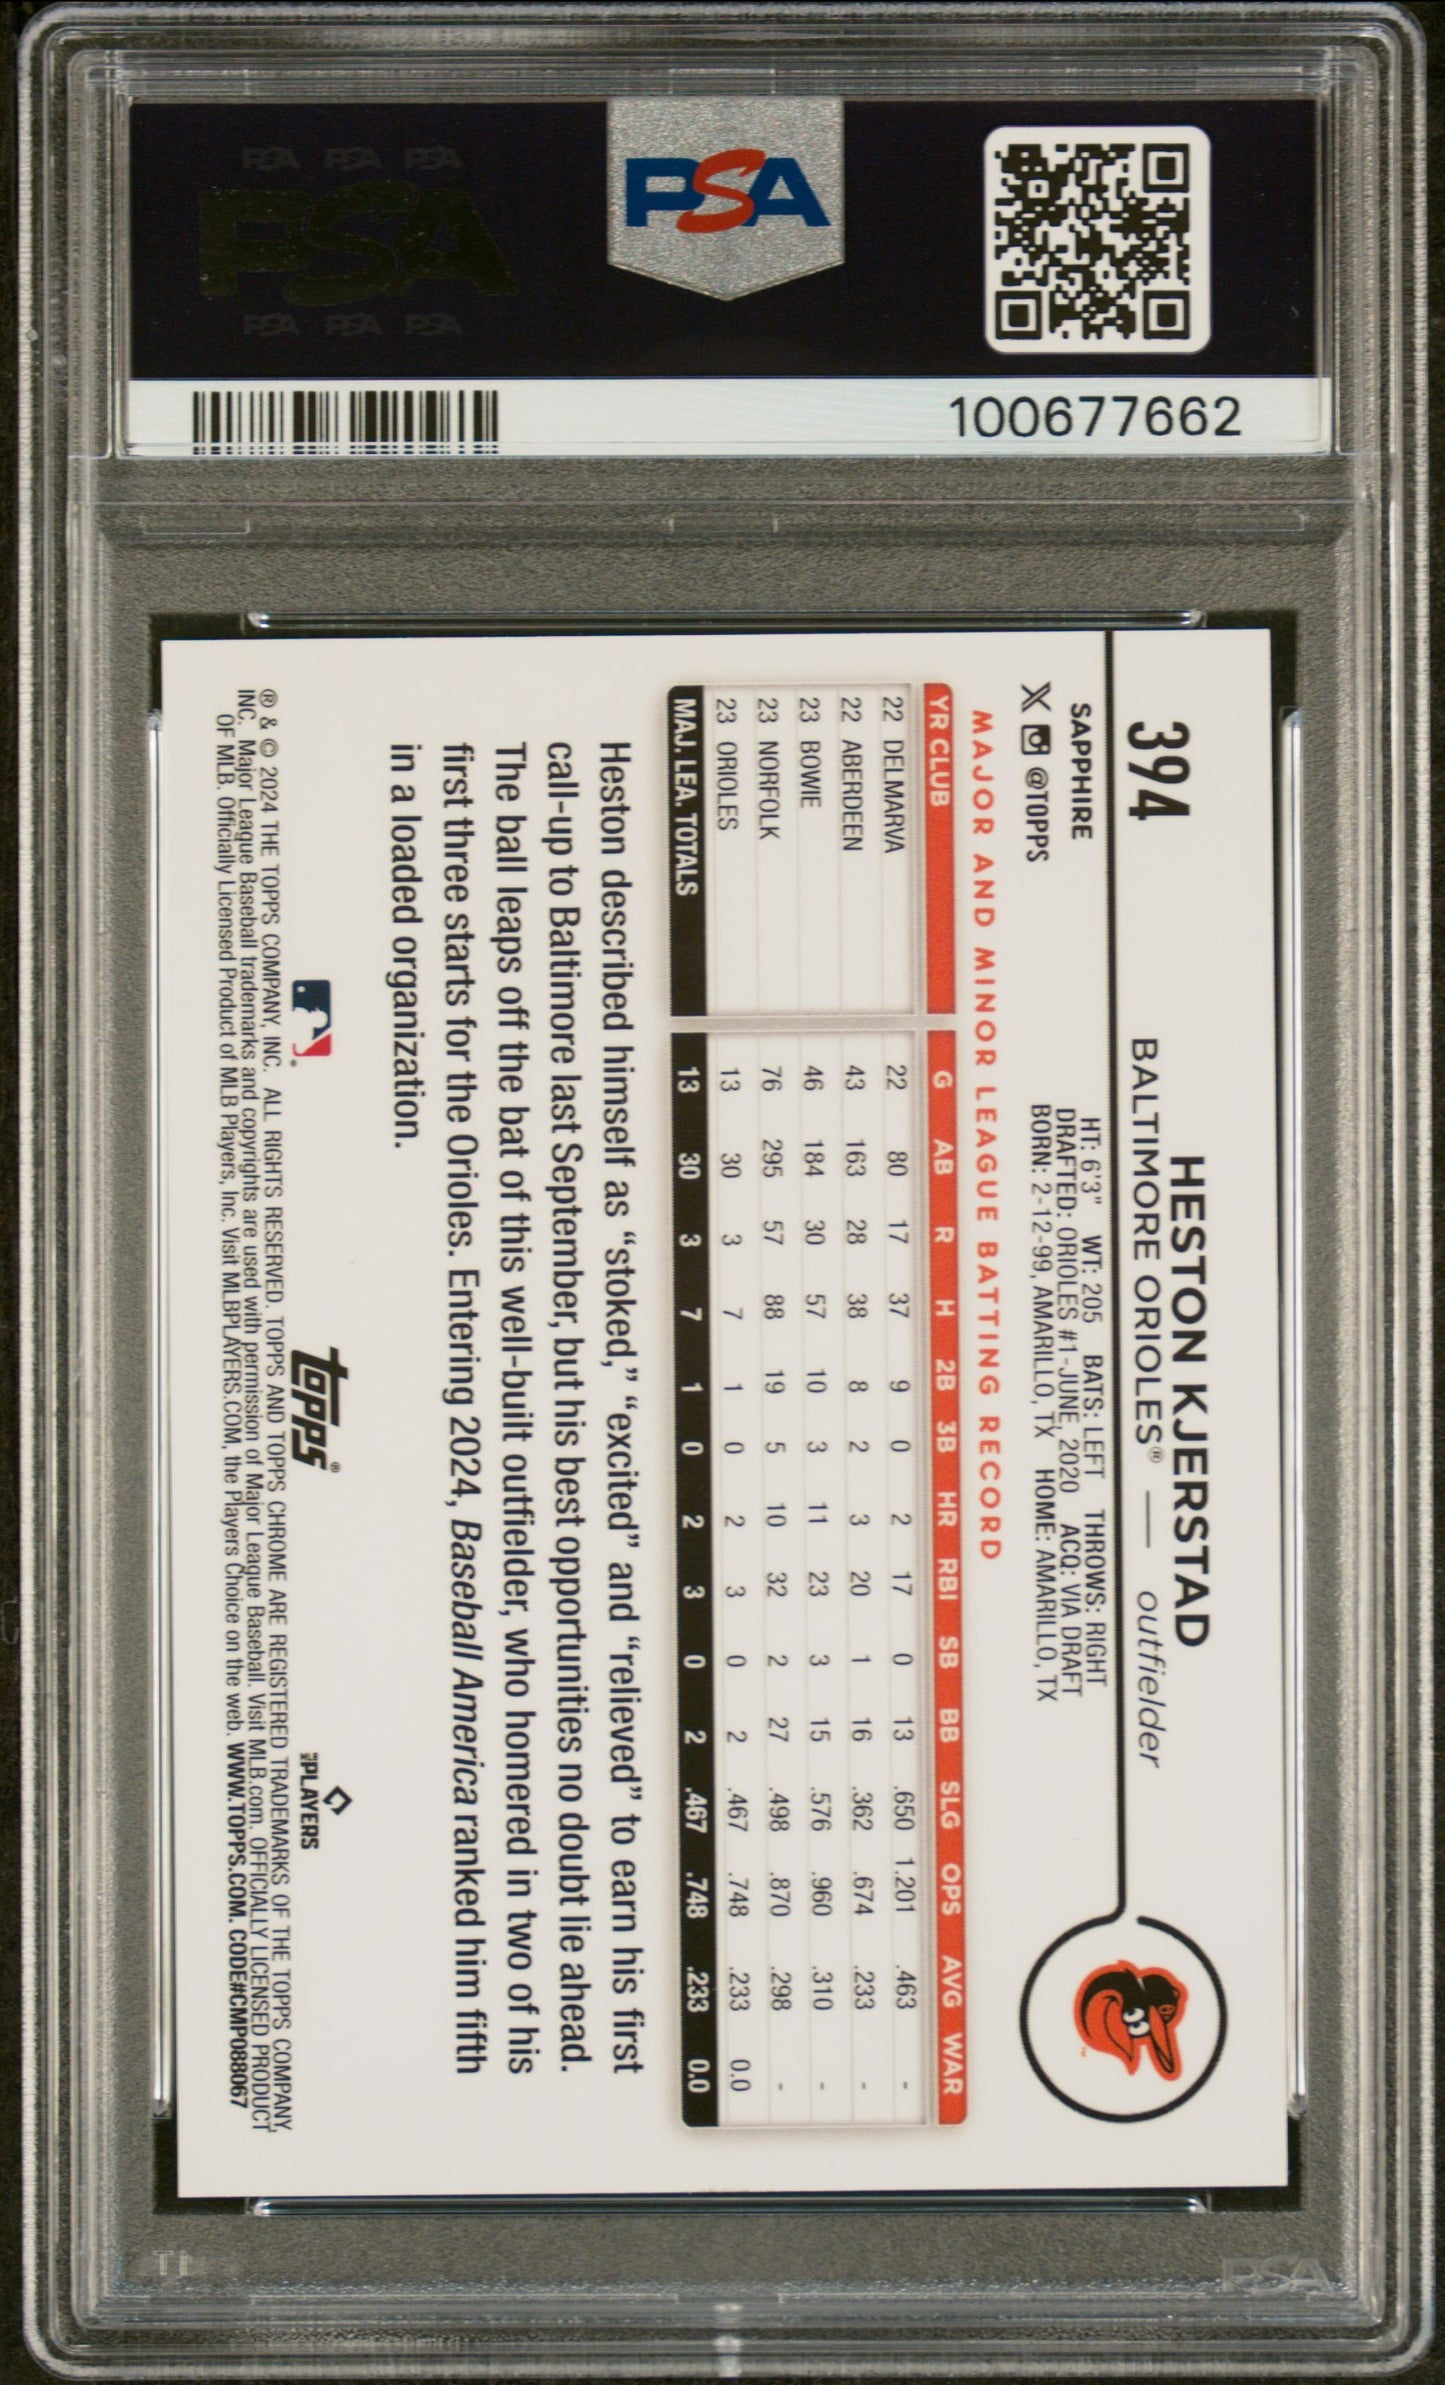 PSA PSA PSA
PSA
PSA PSA PSA
PSA
100677662
394
HESTON KJERSTAD
BALTIMORE ORIOLES® — outfielder
SAPPHIRE
X @TOPPS
HT: 6'3" WT: 205 BATS: LEFT THROWS: RIGHT
DRAFTED: ORIOLES #1-JUNE, 2020 ACQ: VIA DRAFT
BORN: 2-12-99, AMARILLO, TX HOME: AMARILLO, TX
MAJOR AND MINOR LEAGUE BATTING RECORD
YR CLUB G AB R H 2B 3B HR RBI SB BB SLG OPS AVG WAR
22 DELMARVA 22 80 17 37 9 0 2 17 0 13 .650 1.201 .463 -
22 ABERDEEN 43 163 28 38 8 2 3 20 1 16 .362 .674 .233 -
23 BOWIE 46 184 30 57 10 3 11 23 3 15 .576 .960 .310 -
23 NORFOLK 76 295 57 88 19 5 10 32 2 27 .498 .870 .298 -
23 ORIOLES 13 30 3 7 1 0 2 3 0 2 .467 .748 .233 0.0
MAJ. LEA. TOTALS 13 30 3 7 1 0 2 3 0 2 .467 .748 .233 0.0
Heston described himself as “stoked,” “excited” and “relieved” to earn his first
call-up to Baltimore last September, but his best opportunities no doubt lie ahead.
The ball leaps off the bat of this well-built outfielder, who homered in two of his
first three starts for the Orioles. Entering 2024, Baseball America ranked him fifth
in a loaded organization.
topps®
MLB PLAYERS
® & © 2024 THE TOPPS COMPANY, INC. ALL RIGHTS RESERVED. TOPPS AND TOPPS CHROME ARE REGISTERED TRADEMARKS OF THE TOPPS COMPANY,
INC. Major League Baseball trademarks and copyrights are used with permission of Major League Baseball. Visit MLB.com. OFFICIALLY LICENSED PRODUCT
OF MLB. Officially Licensed Product of MLB Players, Inc. Visit MLBPLAYERS.COM, the Players Choice on the web. WWW.TOPPS.COM. CODE#CMP088067
PSA